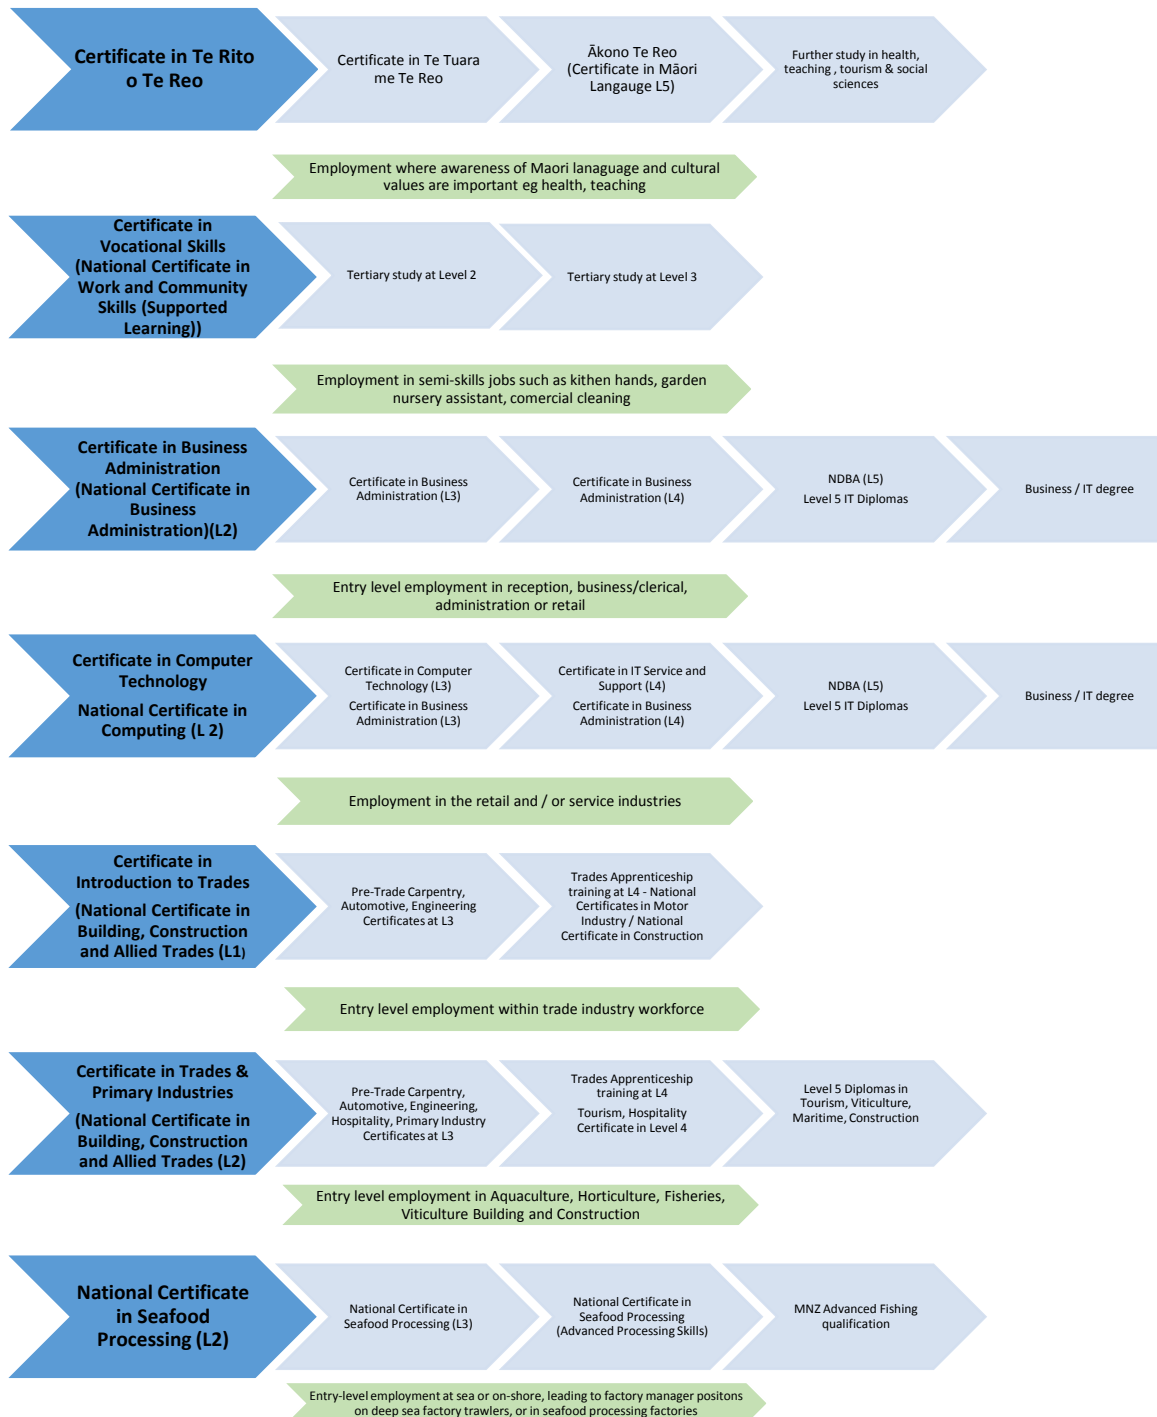 Certificate in Te Rito
o Te Reo
Certificate in Te Tuara
me Te Reo
Ākono Te Reo
(Certificate in Māori
Langauge L5)
Further study in health,
teaching , tourism & social
sciences
Employment where awareness of Maori lanaguage and cultural
values are important eg health, teaching
Certificate in
Vocational Skills
(National Certificate in
Work and Community
Skills (Supported
Learning))
Tertiary study at Level 2
Tertiary study at Level 3
Employment in semi-skills jobs such as kithen hands, garden
nursery assistant, comercial cleaning
Certificate in Business
Administration
(National Certificate in
Business
Administration)(L2)
Certificate in Business
Administration (L3)
Certificate in Business
Administration (L4)
NDBA (L5)
Level 5 IT Diplomas
Business / IT degree
Entry level employment in reception, business/clerical,
administration or retail
Certificate in Computer
Technology
National Certificate in
Computing (L 2)
Certificate in Computer
Technology (L3)
Certificate in Business
Administration (L3)
Certificate in IT Service and
Support (L4)
Certificate in Business
Administration (L4)
NDBA (L5)
Level 5 IT Diplomas
Business / IT degree
Employment in the retail and / or service industries
Certificate in
Introduction to Trades
(National Certificate in
Building, Construction
and Allied Trades (L1)
Pre-Trade Carpentry,
Automotive, Engineering
Certificates at L3
Trades Apprenticeship
training at L4 - National
Certificates in Motor
Industry / National
Certificate in Construction
Entry level employment within trade industry workforce
Certificate in Trades &
Primary Industries
(National Certificate in
Building, Construction
and Allied Trades (L2)
Pre-Trade Carpentry,
Automotive, Engineering,
Hospitality, Primary Industry
Certificates at L3
Trades Apprenticeship
training at L4
Tourism, Hospitality
Certificate in Level 4
Level 5 Diplomas in
Tourism, Viticulture,
Maritime, Construction
Entry level employment in Aquaculture, Horticulture, Fisheries,
Viticulture Building and Construction
National Certificate
in Seafood
Processing (L2)
National Certificate in
Seafood Processing (L3)
National Certificate in
Seafood Processing
(Advanced Processing Skills)
MNZ Advanced Fishing
qualification
Entry-level employment at sea or on-shore, leading to factory manager positons
on deep sea factory trawlers, or in seafood processing factories